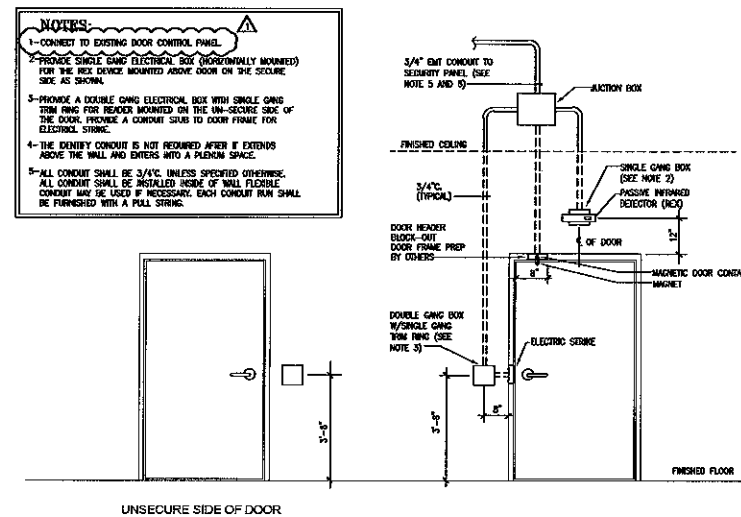 NOTES:
1
1-CONNECT TO EXISTING DOOR CONTROL PANEL.
2-PROVIDE SINGLE GANG ELECTRICAL BOX (HORIZONTALLY MOUNTED)
FOR THE REX DEVICE MOUNTED ABOVE DOOR ON THE SECURE
SIDE AS SHOWN.
3-PROVIDE A DOUBLE GANG ELECTRICAL BOX WITH SINGLE GANG
TRIM RING FOR READER MOUNTED ON THE UN-SECURE SIDE OF
THE DOOR. PROVIDE A CONDUIT STUB TO DOOR FRAME FOR
ELECTRICAL STRIKE.
4-THE IDENTIFY CONDUIT IS NOT REQUIRED AFTER IT EXTENDS
ABOVE THE WALL AND ENTERS INTO A PLENUM SPACE.
5-ALL CONDUIT SHALL BE 3/4"C. UNLESS SPECIFIED OTHERWISE.
ALL CONDUIT SHALL BE INSTALLED INSIDE OF WALL FLEXIBLE
CONDUIT MAY BE USED IF NECESSARY. EACH CONDUIT RUN SHALL
BE FURNISHED WITH A PULL STRING.
3/4" EMT CONDUIT TO
SECURITY PANEL (SEE
NOTE 5 AND 6)
JUCTION BOX
FINISHED CEILING
SINGLE GANG BOX
(SEE NOTE 2)
PASSIVE INFRARED
DETECTOR (REX)
3/4"C.
(TYPICAL)
OF DOOR
12"
DOOR HEADER
BLOCK-OUT
DOOR FRAME PREP
BY OTHERS
8"
MAGNETIC DOOR CONTA
MAGNET
DOUBLE GANG BOX
W/SINGLE GANG
TRIM RING (SEE
NOTE 3)
ELECTRIC STRIKE
3'-8"
3'-8"
8"
FINISHED FLOOR
UNSECURE SIDE OF DOOR